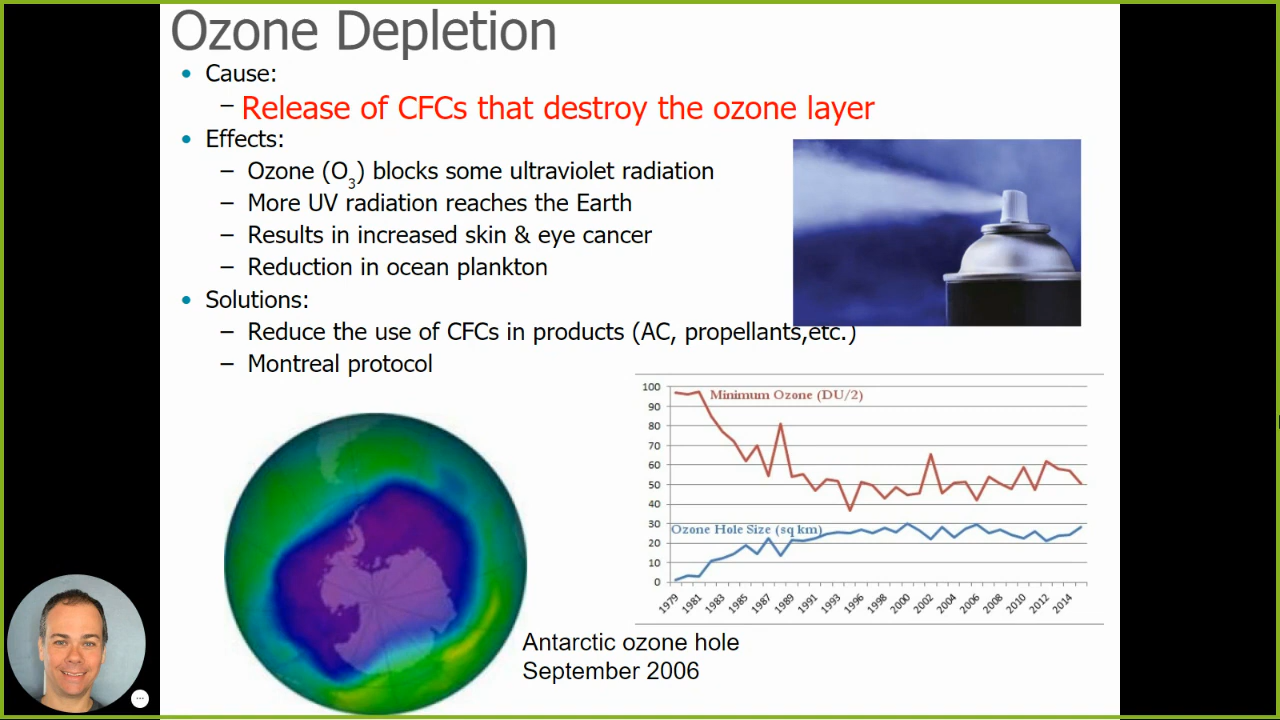 Ozone Depletion
• Cause:
– Release of CFCs that destroy the ozone layer
• Effects:
– Ozone (O3) blocks some ultraviolet radiation
– More UV radiation reaches the Earth
– Results in increased skin & eye cancer
– Reduction in ocean plankton
• Solutions:
– Reduce the use of CFCs in products (AC, propellants,etc.)
– Montreal protocol
100
Minimum Ozone (DU/2)
90
80
70
60
50
40
30
Ozone Hole Size (sq km)
20
10
0
1979 1981 1983 1985 1987 1989 1991 1993 1996 1998 2000 2002 2004 2006 2008 2010 2012 2014
Antarctic ozone hole
September 2006